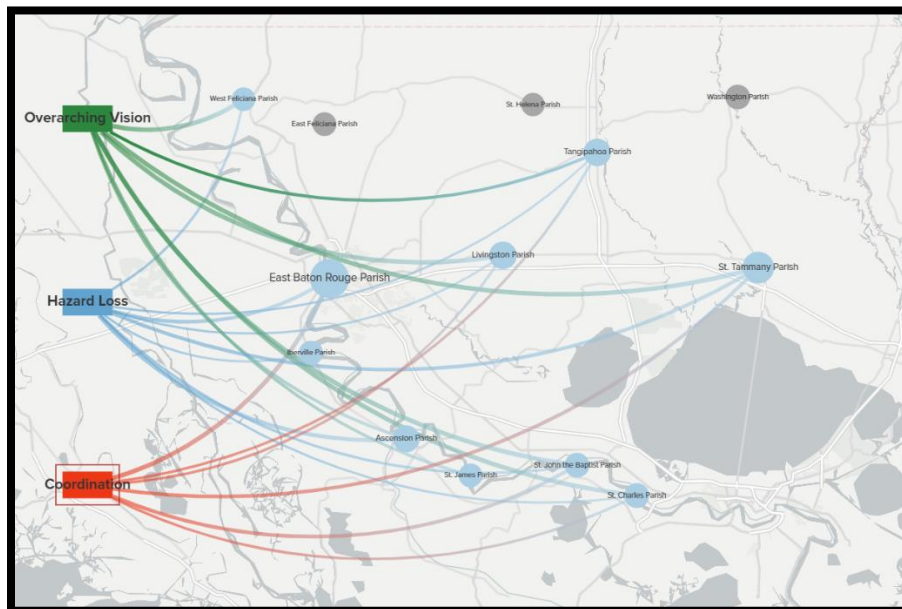 West Feliciana Parish
St. Helena Parish
Washington Parish
Overarching Vision
East Feliciana Parish
Tangipahoa Parish
Livingston Parish
St. Tammany Parish
East Baton Rouge Parish
Hazard Loss
Iberville Parish
Ascension Parish
St. John the Baptist Parish
St. James Parish
Coordination
St. Charles Parish